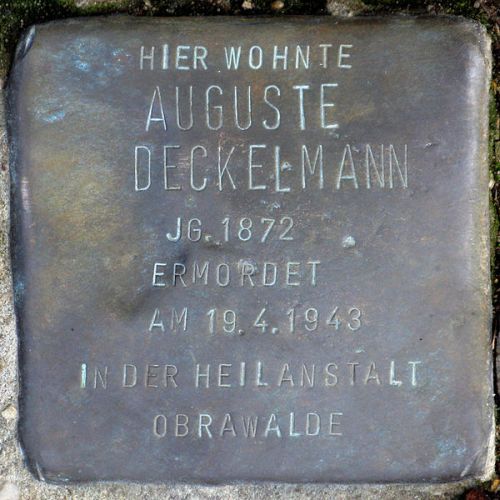 HIER WOHNTE
AUGUSTE
DECKELMANN
JG. 1872
ERMORDET
AM 19.4.1943
IN DER HEILANSTALT
OBRAWALDE